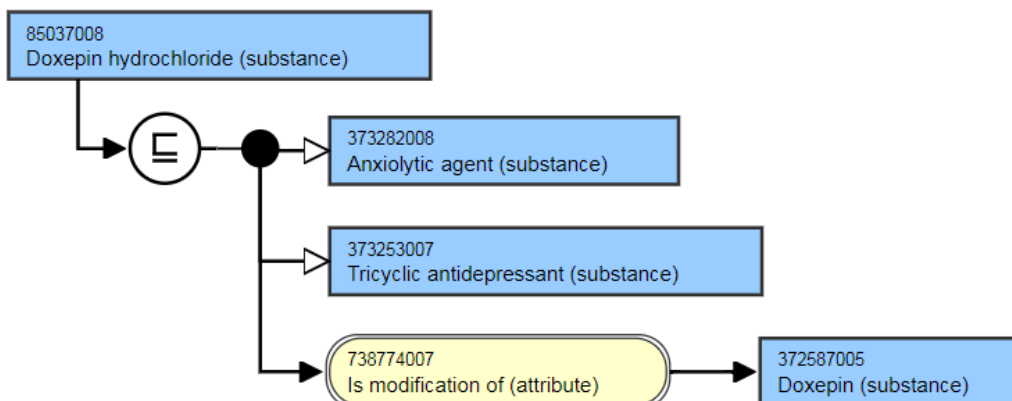 85037008
Doxepin hydrochloride (substance)
⊑
373282008
Anxiolytic agent (substance)
373253007
Tricyclic antidepressant (substance)
738774007
Is modification of (attribute)
372587005
Doxepin (substance)